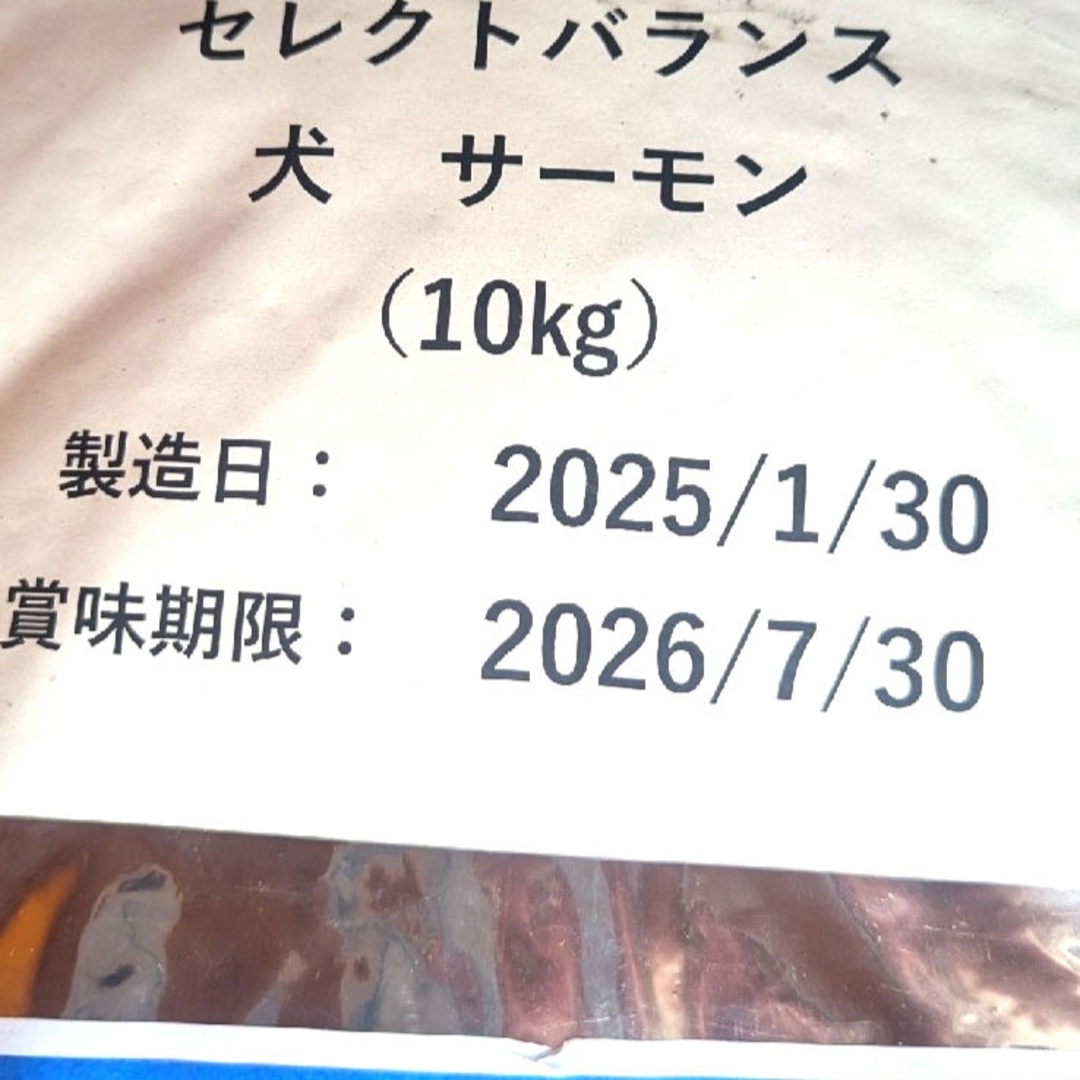 セレクトバランス
犬　サーモン
（10kg）
製造日：　2025/1/30
賞味期限：　2026/7/30